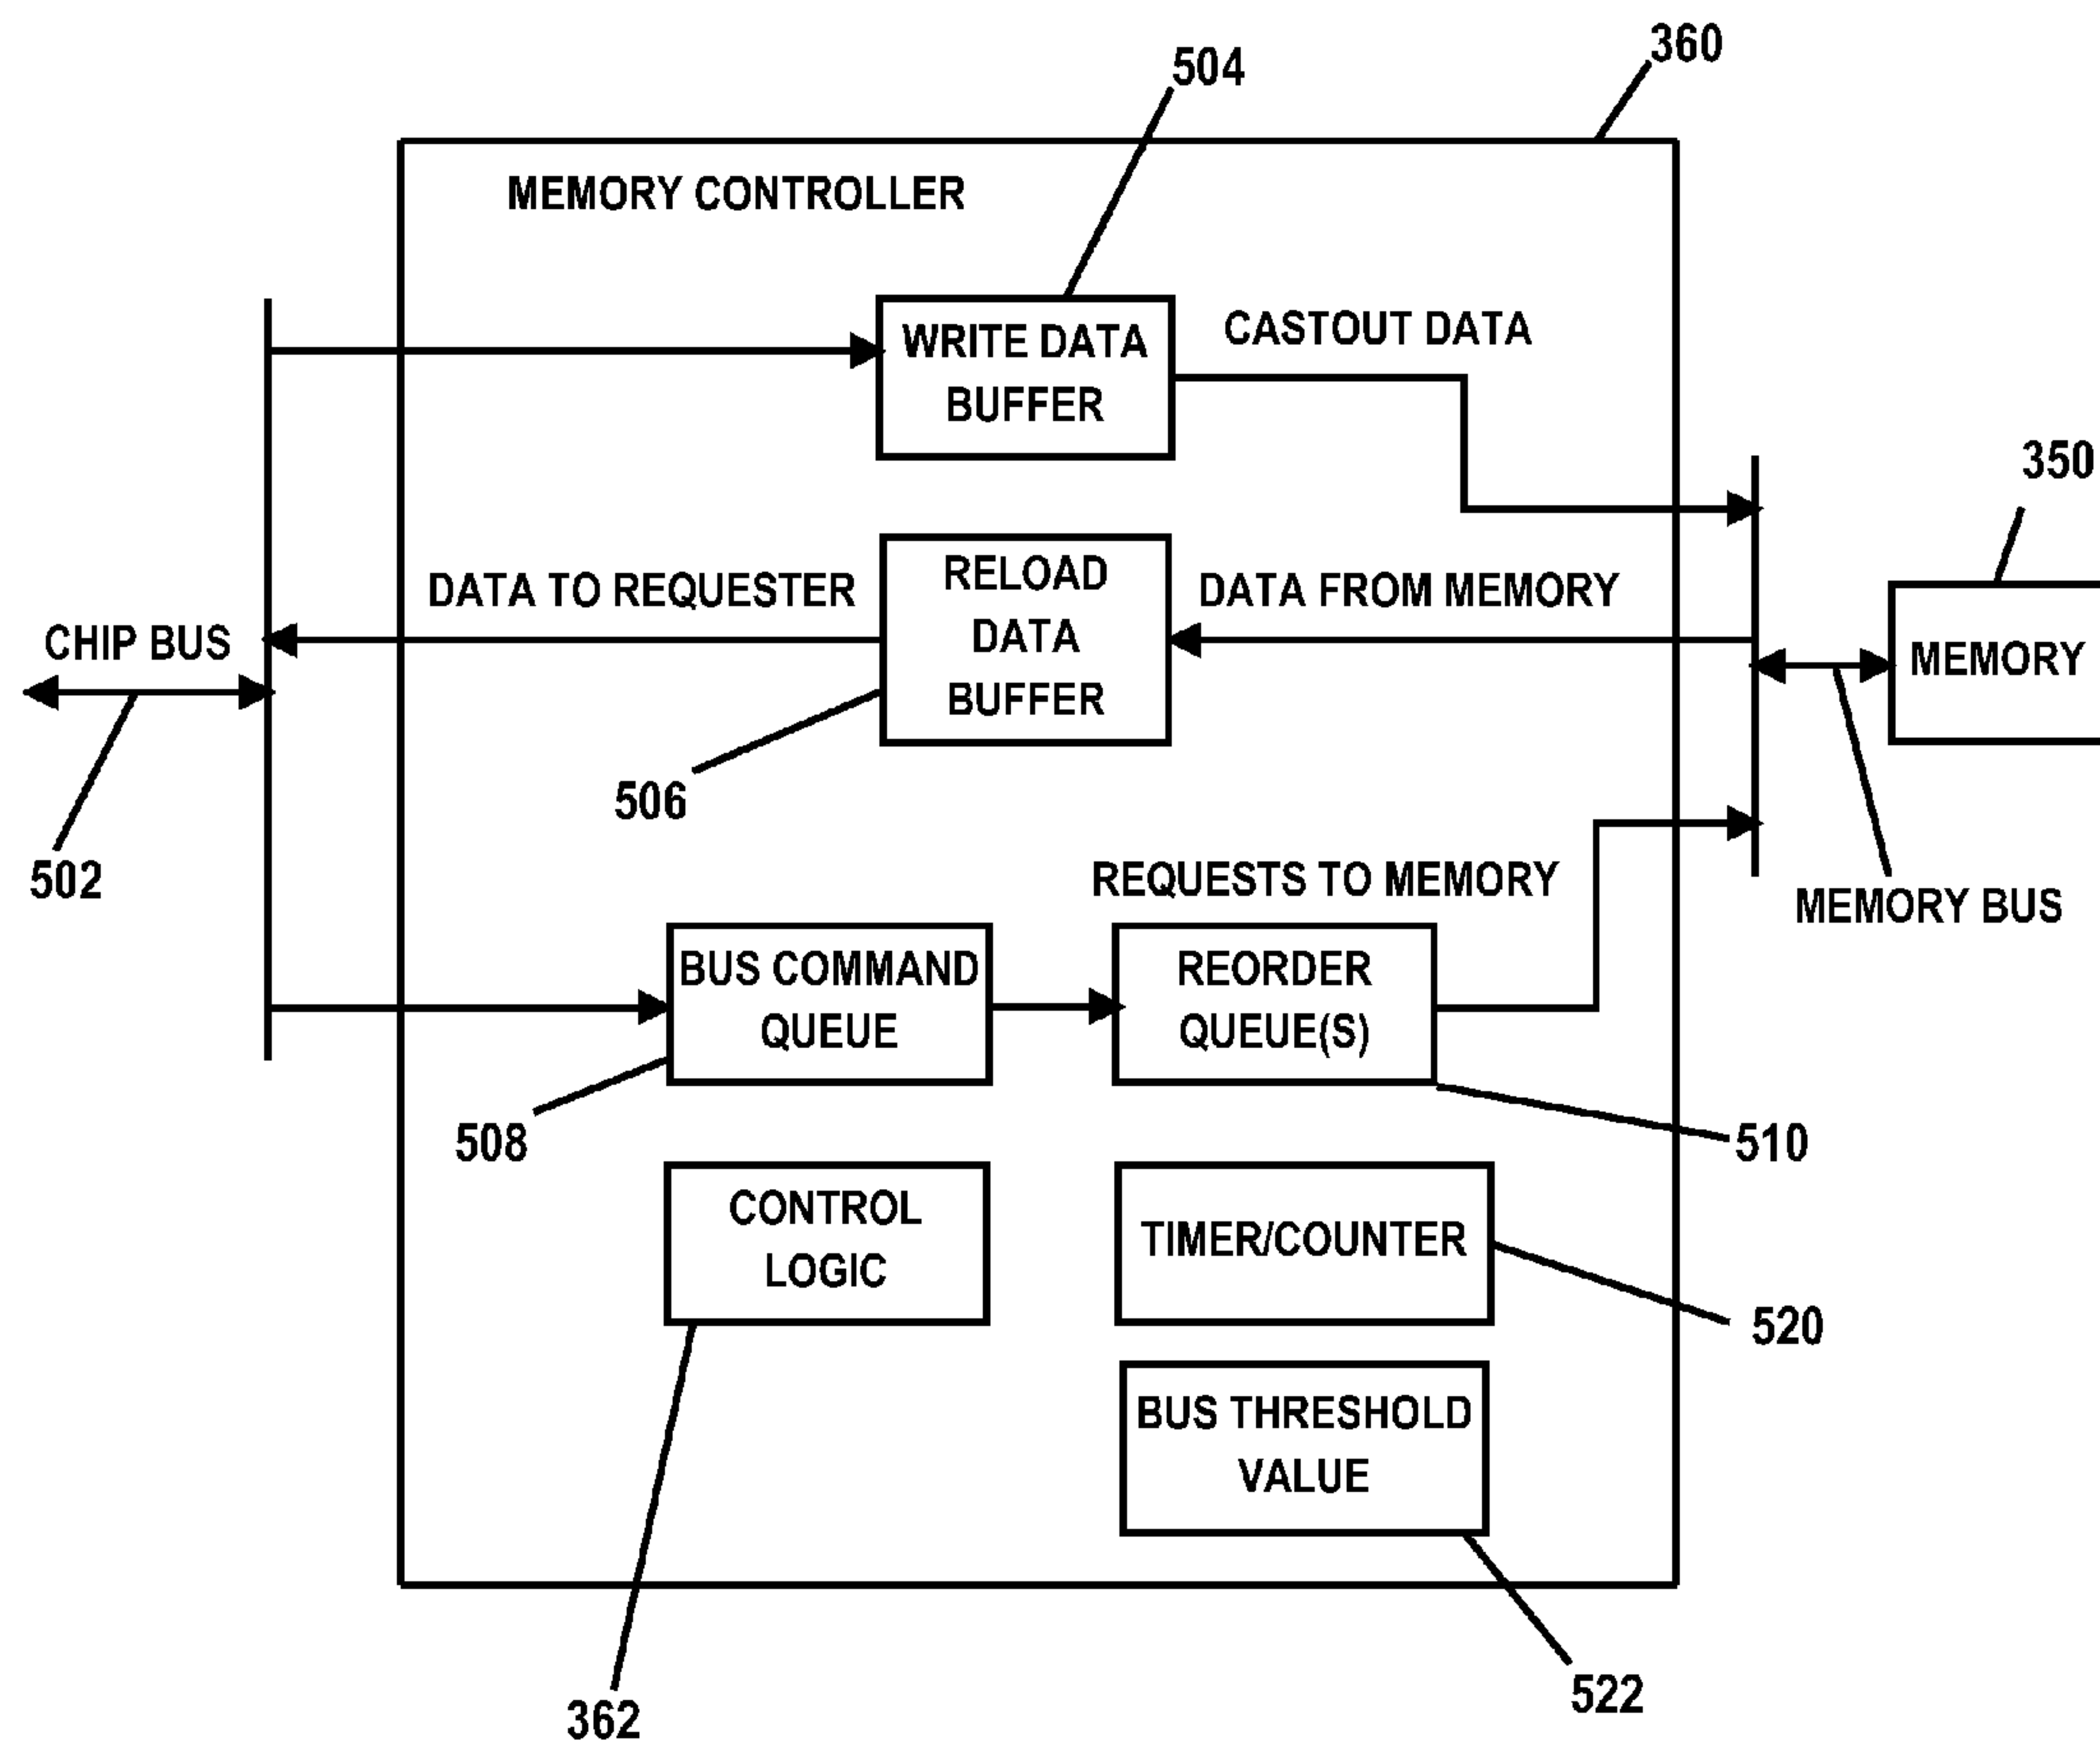 360
504
MEMORY CONTROLLER
WRITE DATA
BUFFER
CASTOUT DATA
350
RELOAD
DATA
BUFFER
DATA TO REQUESTER
DATA FROM MEMORY
CHIP BUS
MEMORY
506
502
REQUESTS TO MEMORY
MEMORY BUS
BUS COMMAND
QUEUE
REORDER
QUEUE(S)
508
510
CONTROL
LOGIC
TIMER/COUNTER
520
BUS THRESHOLD
VALUE
522
362